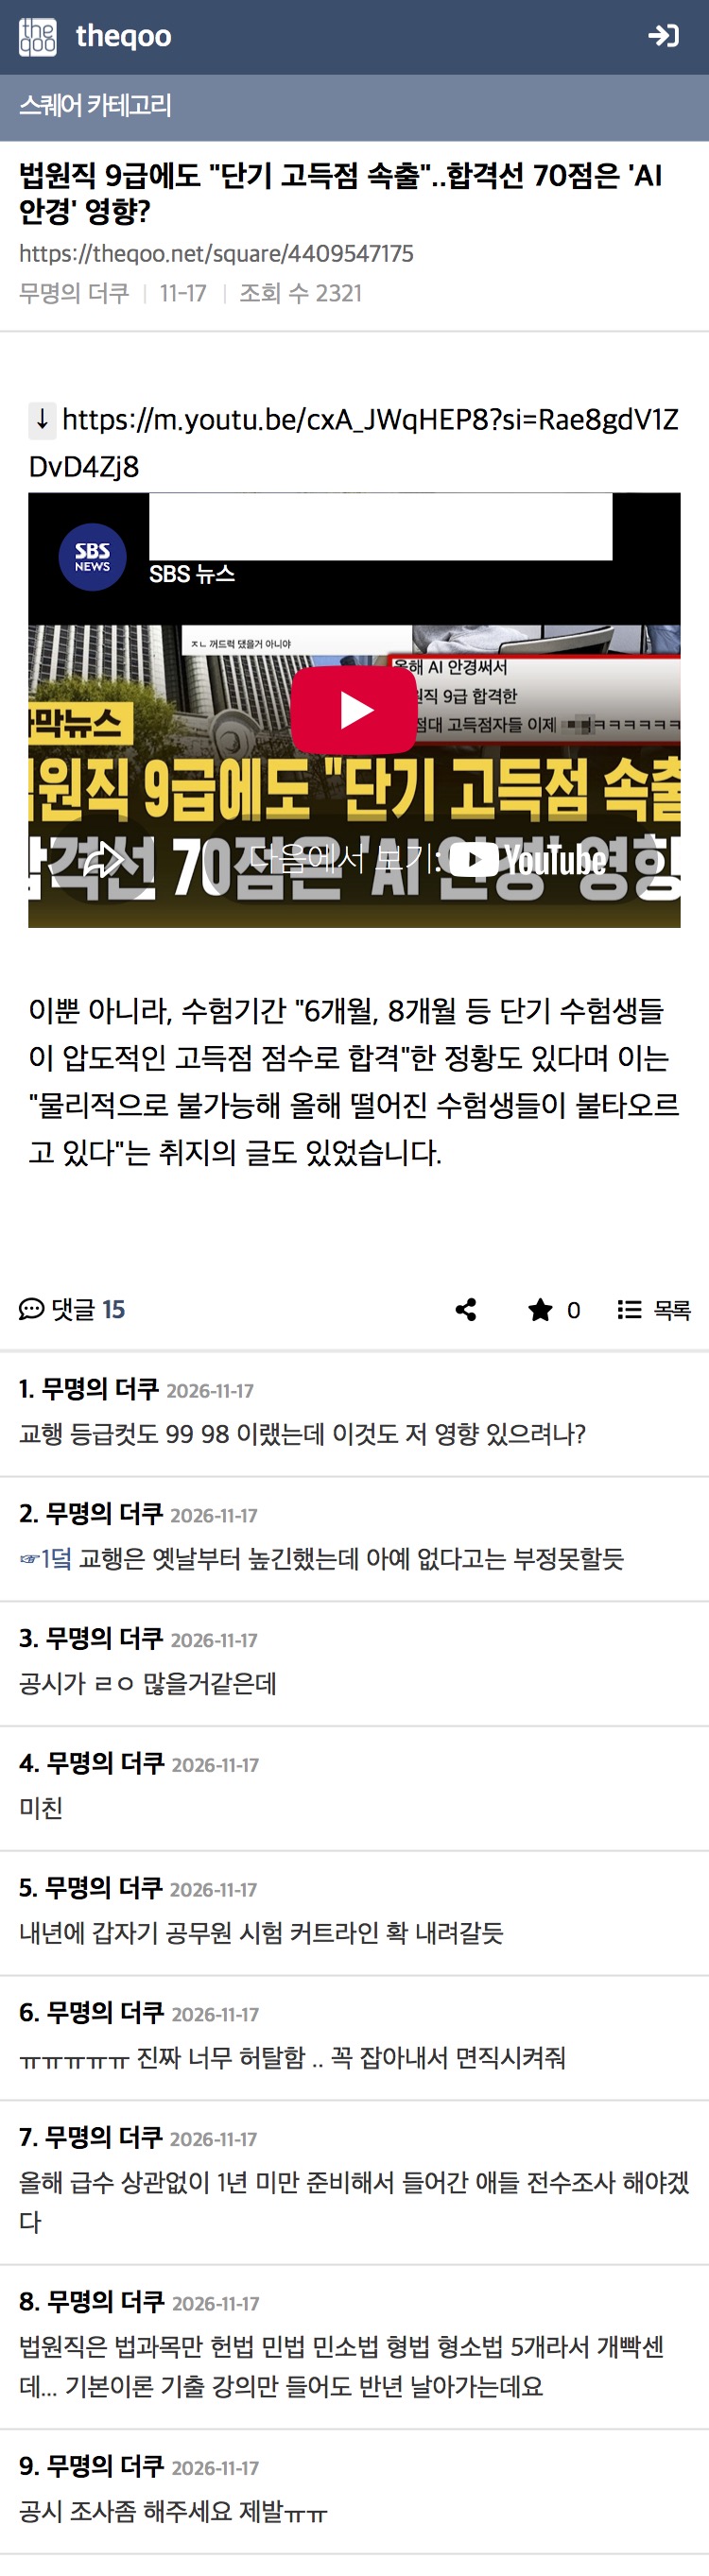 the qoo
theqoo
스퀘어 카테고리
법원직 9급에도 "단기 고득점 속출"..합격선 70점은 'AI
안경' 영향?
https://theqoo.net/square/4409547175
무명의 더쿠 | 11-17 | 조회 수 2321
↓ https://m.youtu.be/cxA_JWqHEP8?si=Rae8gdV1Z
DvD4Zj8
SBS NEWS
SBS 뉴스
ㅈㄴ 꺼드럭 댔을거 아니야
올해 AI 안경써서
원직 9급 합격한
점대 고득점자들 이제 ㅋㅋㅋㅋㅋㅋ
막뉴스
원직 9급에도 "단기 고득점 속출
합격선 70점은 'AI 안경' 영향
다음에서 보기: YouTube
이뿐 아니라, 수험기간 "6개월, 8개월 등 단기 수험생들
이 압도적인 고득점 점수로 합격"한 정황도 있다며 이는
"물리적으로 불가능해 올해 떨어진 수험생들이 불타오르
고 있다"는 취지의 글도 있었습니다.
댓글 15
0 목록
1. 무명의 더쿠 2026-11-17
교행 등급컷도 99 98 이랬는데 이것도 저 영향 있으려나?
2. 무명의 더쿠 2026-11-17
☞1덬 교행은 옛날부터 높긴했는데 아예 없다고는 부정못할듯
3. 무명의 더쿠 2026-11-17
공시가 ㄹㅇ 많을거같은데
4. 무명의 더쿠 2026-11-17
미친
5. 무명의 더쿠 2026-11-17
내년에 갑자기 공무원 시험 커트라인 확 내려갈듯
6. 무명의 더쿠 2026-11-17
ㅠㅠㅠㅠㅠ 진짜 너무 허탈함 .. 꼭 잡아내서 면직시켜줘
7. 무명의 더쿠 2026-11-17
올해 급수 상관없이 1년 미만 준비해서 들어간 애들 전수조사 해야겠
다
8. 무명의 더쿠 2026-11-17
법원직은 법과목만 헌법 민법 민소법 형법 형소법 5개라서 개빡센
데... 기본이론 기출 강의만 들어도 반년 날아가는데요
9. 무명의 더쿠 2026-11-17
공시 조사좀 해주세요 제발ㅠㅠ